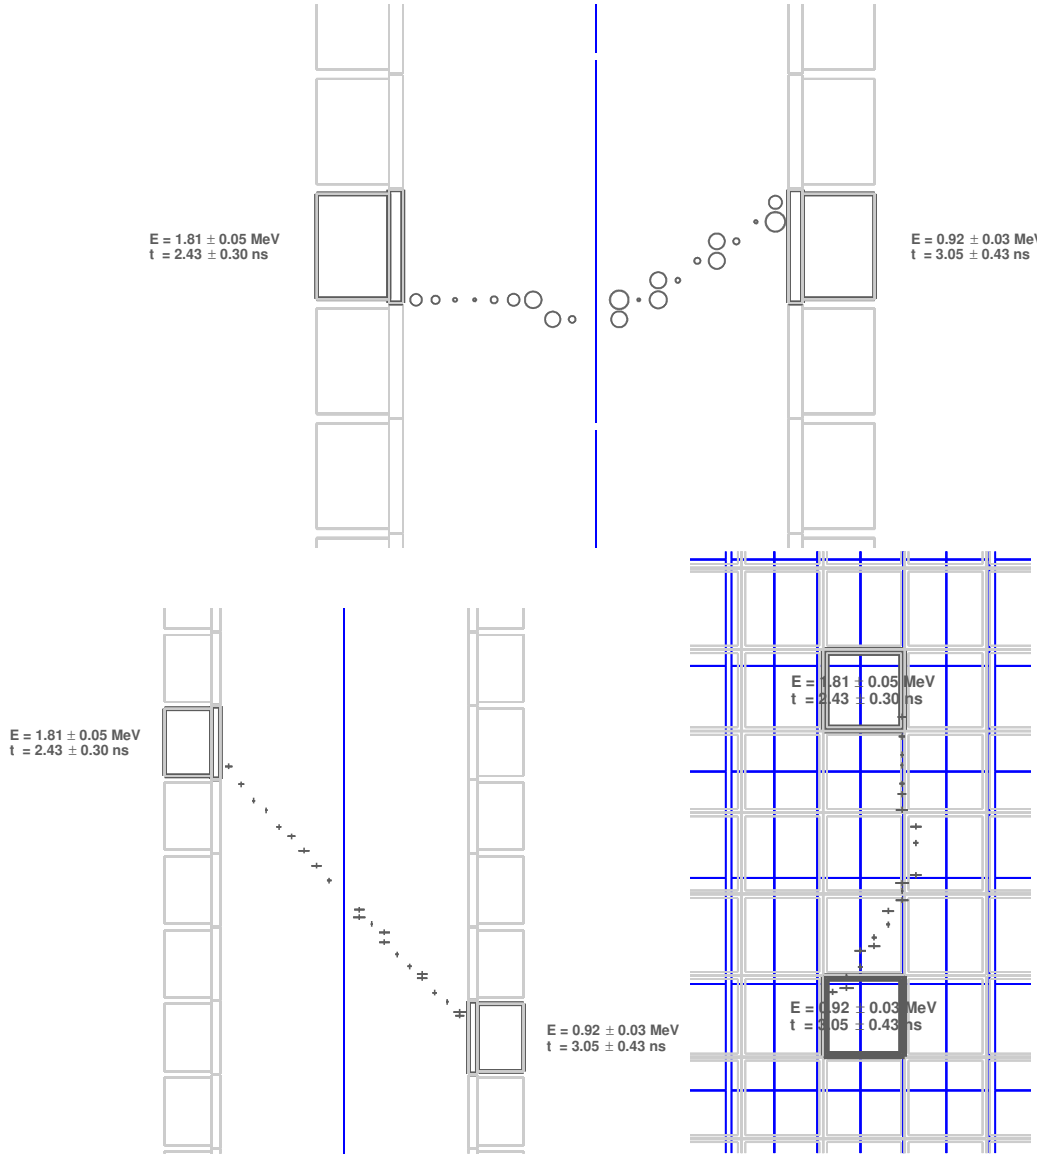 E = 1.81 ± 0.05 MeV
t = 2.43 ± 0.30 ns
E = 0.92 ± 0.03 MeV
t = 3.05 ± 0.43 ns
E = 1.81 ± 0.05 MeV
t = 2.43 ± 0.30 ns
E = 0.92 ± 0.03 MeV
t = 3.05 ± 0.43 ns
E = 1.81 ± 0.05 MeV
t = 2.43 ± 0.30 ns
E = 0.92 ± 0.03 MeV
t = 3.05 ± 0.43 ns